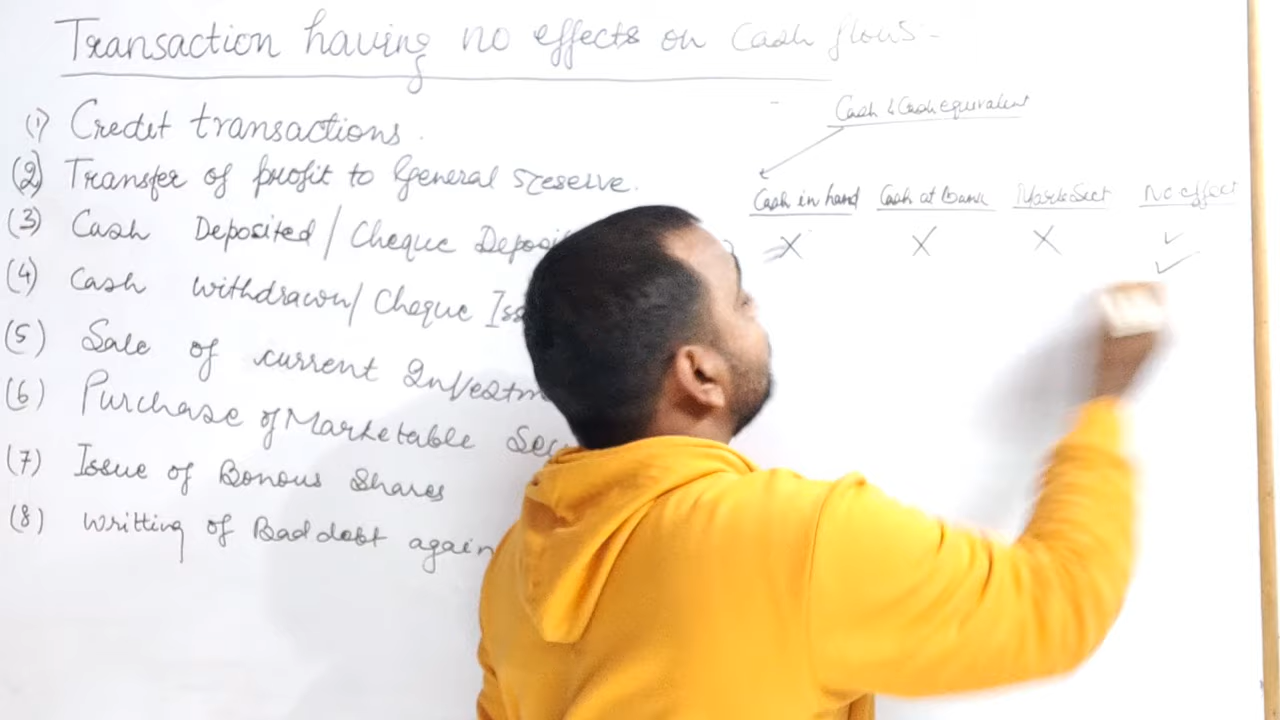 Transaction having no effects on Cash flows -
(1) Credit transactions.
(2) Transfer of profit to General reserve.
(3) Cash Deposited / Cheque
(4) Cash withdrawn / Cheque
(5) Sale of current
(6) Purchase of Marketable
(7) Issue of Bonous Shares
(8) Writting of Bad debt
Cash & Cash equivalent
Cash in hand Cash at Bank No effect
X X X ✓
✓